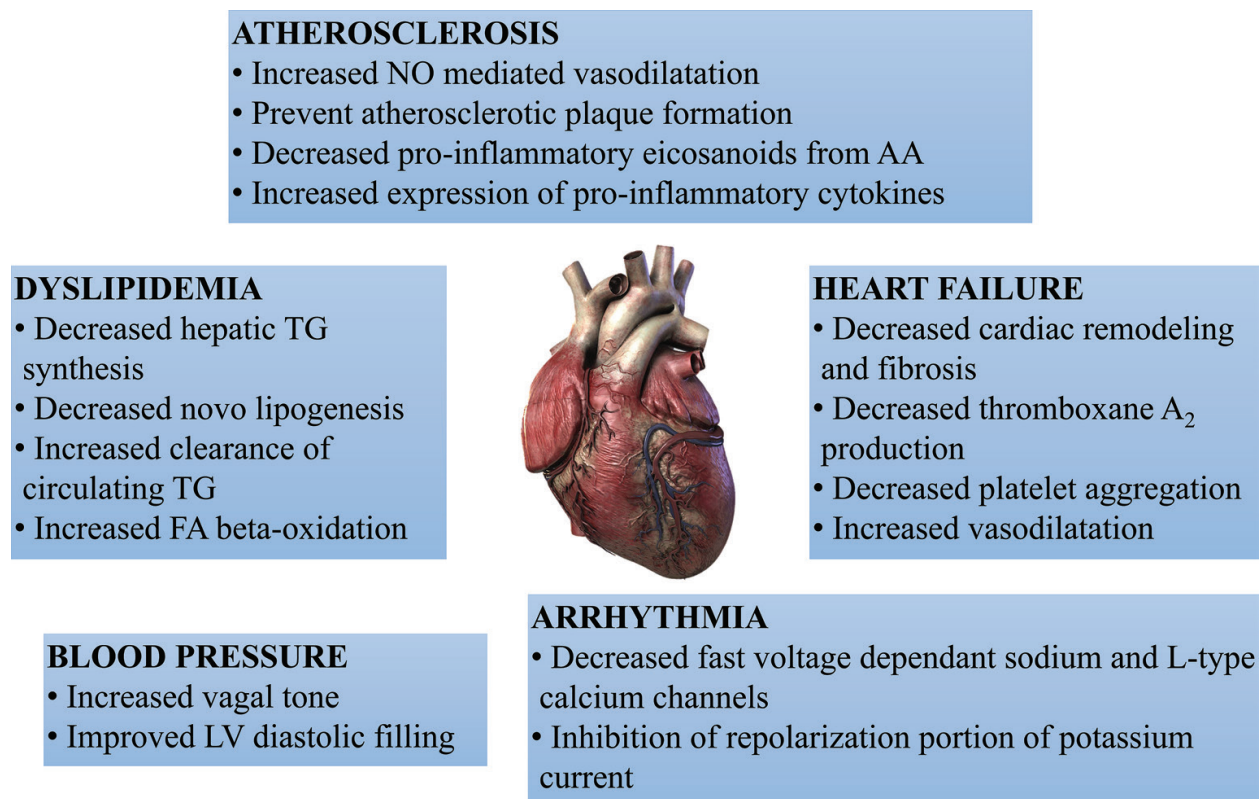 ATHEROSCLEROSIS
• Increased NO mediated vasodilatation
• Prevent atherosclerotic plaque formation
• Decreased pro-inflammatory eicosanoids from AA
• Increased expression of pro-inflammatory cytokines
DYSLIPIDEMIA
• Decreased hepatic TG
synthesis
• Decreased novo lipogenesis
• Increased clearance of
circulating TG
• Increased FA beta-oxidation
HEART FAILURE
• Decreased cardiac remodeling
and fibrosis
• Decreased thromboxane A₂
production
• Decreased platelet aggregation
• Increased vasodilatation
BLOOD PRESSURE
• Increased vagal tone
• Improved LV diastolic filling
ARRHYTHMIA
• Decreased fast voltage dependant sodium and L-type
calcium channels
• Inhibition of repolarization portion of potassium
current